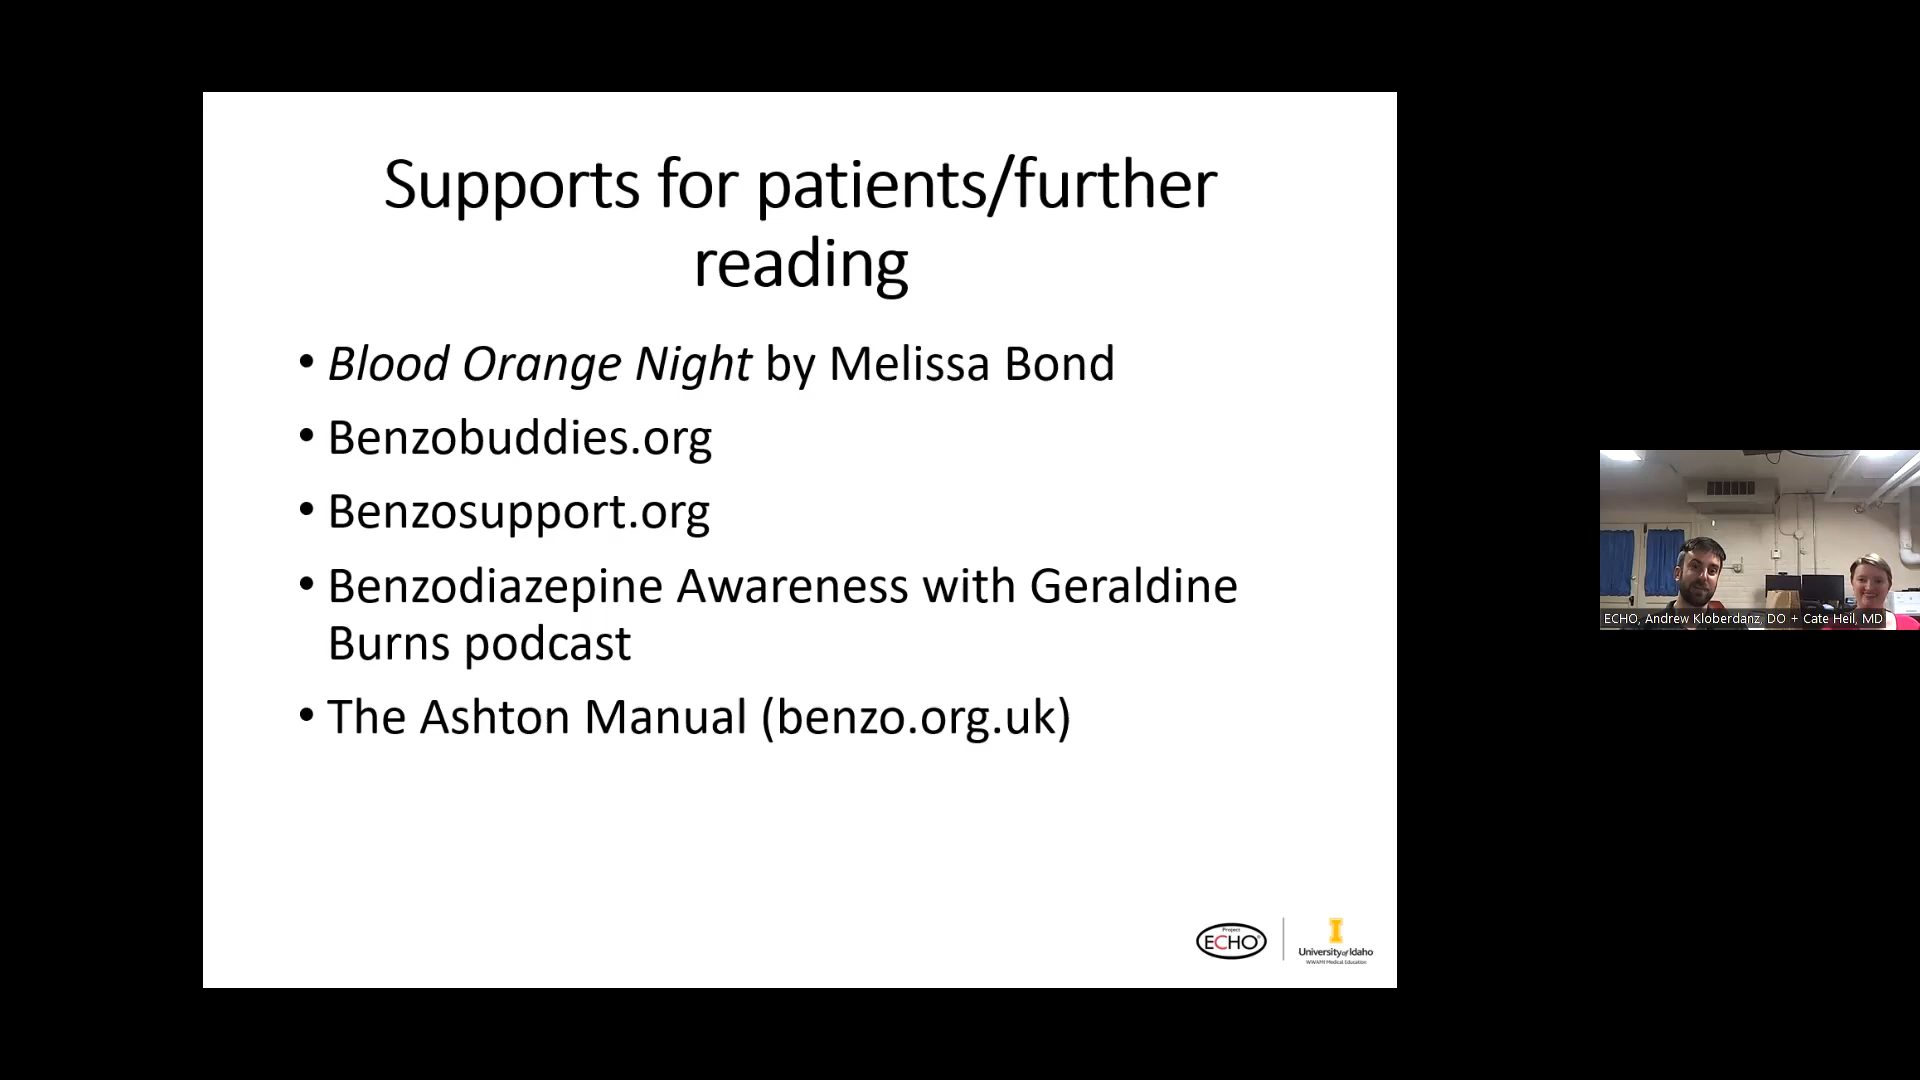 Supports for patients/further
reading
• Blood Orange Night by Melissa Bond
• Benzobuddies.org
• Benzosupport.org
• Benzodiazepine Awareness with Geraldine
Burns podcast
• The Ashton Manual (benzo.org.uk)
Project
ECHO
University of Idaho
WWAMI Medical Education
ECHO, Andrew Kloberdanz, DO + Cate Heil, MD